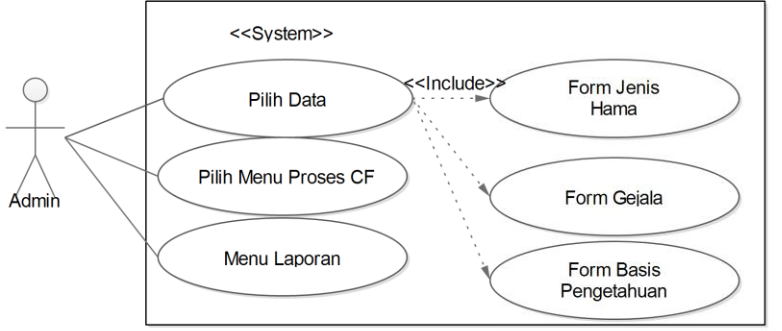 <<System>>
Pilih Data
<<Include>>
Form Jenis
Hama
Pilih Menu Proses CF
Form Gejala
Admin
Menu Laporan
Form Basis
Pengetahuan